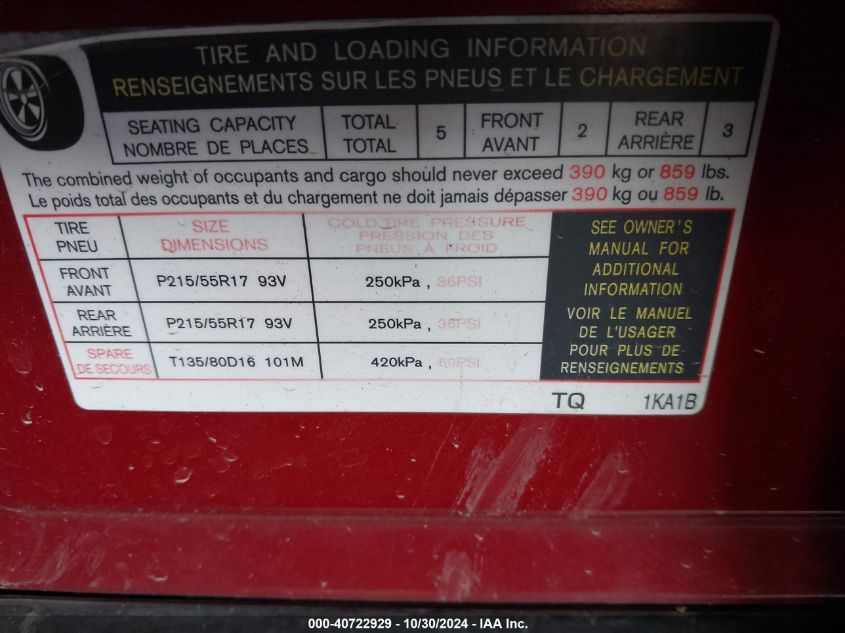 TIRE AND LOADING INFORMATION
RENSEIGNEMENTS SUR LES PNEUS ET LE CHARGEMENT
SEATING CAPACITY TOTAL 5 FRONT 2 REAR 3
NOMBRE DE PLACES TOTAL AVANT ARRIÈRE
The combined weight of occupants and cargo should never exceed 390 kg or 859 lbs.
Le poids total des occupants et du chargement ne doit jamais dépasser 390 kg ou 859 lb.
TIRE SIZE COLD TIRE PRESSURE
PNEU DIMENSIONS PRESSION DES
PNEUS À FROID
FRONT
AVANT P215/55R17 93V 250kPa , 36PSI
REAR
ARRIÈRE P215/55R17 93V 250kPa , 36PSI
SPARE
DE SECOURS T135/80D16 101M 420kPa , 60PSI
SEE OWNER'S
MANUAL FOR
ADDITIONAL
INFORMATION
VOIR LE MANUEL
DE L'USAGER
POUR PLUS DE
RENSEIGNEMENTS
TQ 1KA1B
000-40722929 - 10/30/2024 - IAA Inc.